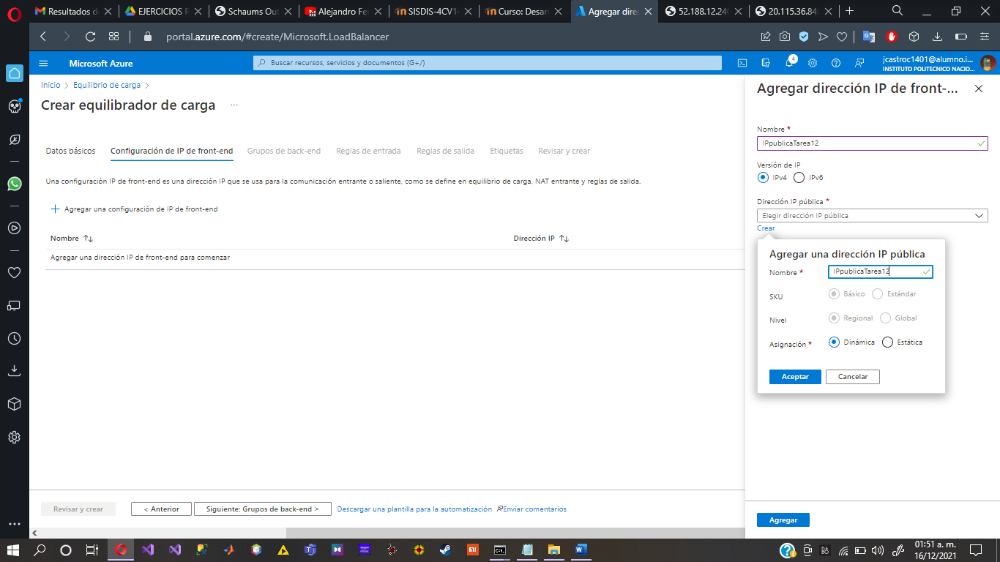 Resultados de
EJERCICIOS R
Schaums Out
Alejandro Fe
SISDIS-4CV1
Curso: Desar
Agregar direc
52.188.12.240
20.115.36.84
portal.azure.com/#create/Microsoft.LoadBalancer
Microsoft Azure
Buscar recursos, servicios y documentos (G+/)
4
jcastroc1401@alumno.i...
INSTITUTO POLITECNICO NACIO...
Inicio > Equilibrio de carga >
Crear equilibrador de carga ...
Datos básicos
Configuración de IP de front-end
Grupos de back-end
Reglas de entrada
Reglas de salida
Etiquetas
Revisar y crear
Una configuración IP de front-end es una dirección IP que se usa para la comunicación entrante o saliente, como se define en equilibrio de carga, NAT entrante y reglas de salida.
+ Agregar una configuración de IP de front-end
Nombre ↑↓
Dirección IP ↑↓
Agregar una dirección IP de front-end para comenzar
Revisar y crear
< Anterior
Siguiente: Grupos de back-end >
Descargar una plantilla para la automatización
Enviar comentarios
Agregar dirección IP de front-...
Nombre *
IPpublicaTarea12
Versión de IP
IPv4
IPv6
Dirección IP pública *
Elegir dirección IP pública
Crear
Agregar una dirección IP pública
Nombre *
IPpublicaTarea12
SKU
Básico
Estándar
Nivel
Regional
Global
Asignación *
Dinámica
Estática
Aceptar
Cancelar
Agregar
01:51 a. m.
16/12/2021